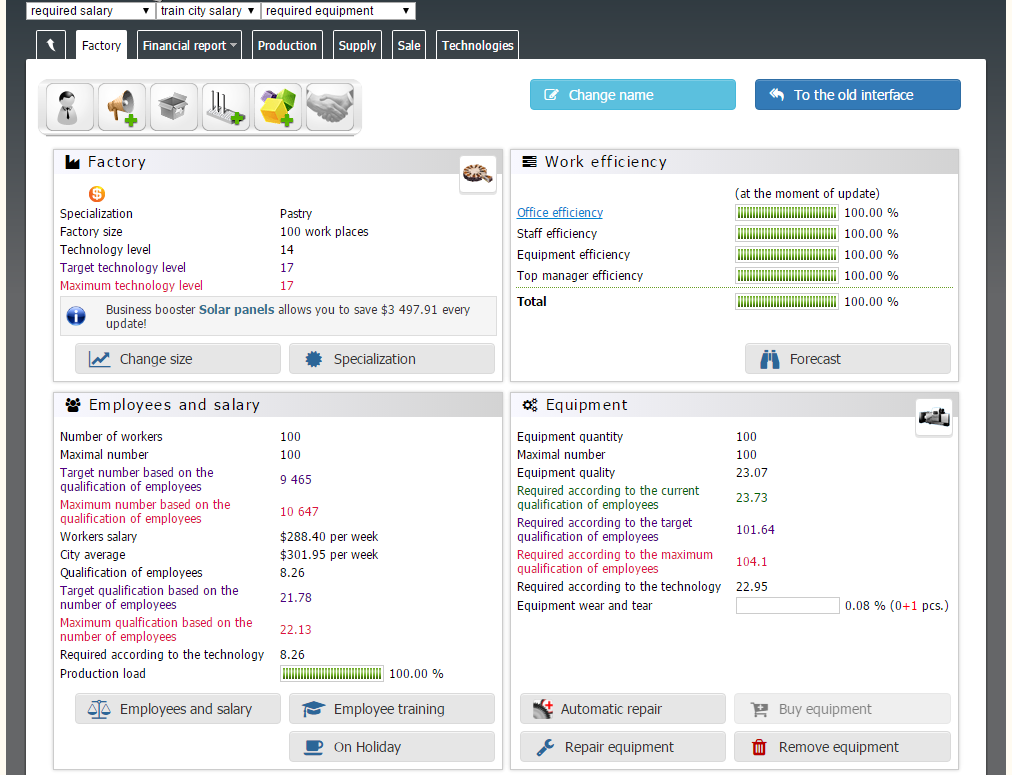 required salary train city salary required equipment
Factory Financial report Production Supply Sale Technologies
Change name To the old interface
Factory
Specialization Pastry
Factory size 100 work places
Technology level 14
Target technology level 17
Maximum technology level 17
Business booster Solar panels allows you to save $3 497.91 every
update!
Change size Specialization
Work efficiency
(at the moment of update)
Office efficiency 100.00 %
Staff efficiency 100.00 %
Equipment efficiency 100.00 %
Top manager efficiency 100.00 %
Total 100.00 %
Forecast
Employees and salary
Number of workers 100
Maximal number 100
Target number based on the
qualification of employees 9 465
Maximum number based on the
qualification of employees 10 647
Workers salary $288.40 per week
City average $301.95 per week
Qualification of employees 8.26
Target qualification based on the
number of employees 21.78
Maximum qualfication based on the
number of employees 22.13
Required according to the technology 8.26
Production load 100.00 %
Employees and salary Employee training
On Holiday
Equipment
Equipment quantity 100
Maximal number 100
Equipment quality 23.07
Required according to the current
qualification of employees 23.73
Required according to the target
qualification of employees 101.64
Required according to the maximum
qualification of employees 104.1
Required according to the technology 22.95
Equipment wear and tear 0.08 % (0+1 pcs.)
Automatic repair Buy equipment
Repair equipment Remove equipment